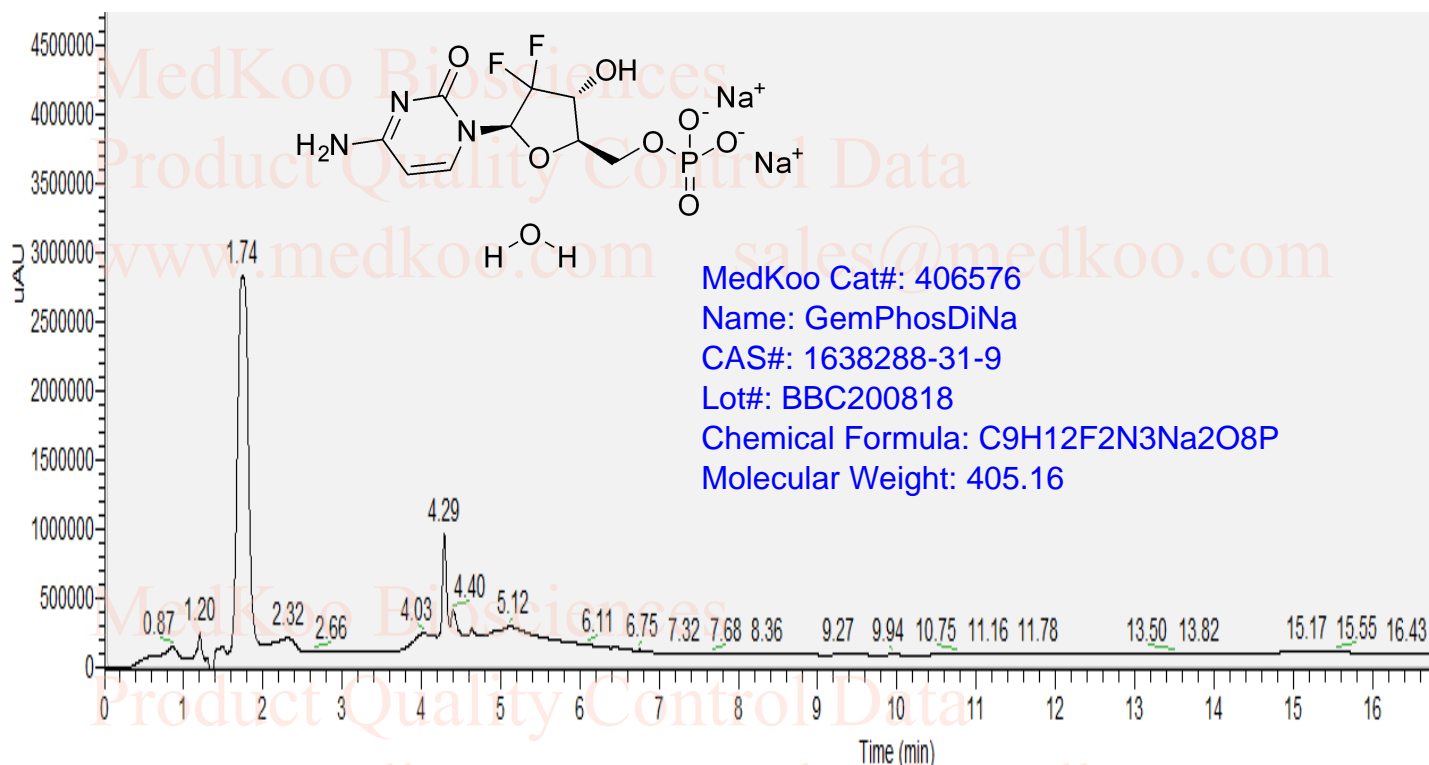 MedKoo Biosciences
Product Quality Control Data
www.medkoo.com sales@medkoo.com
MedKoo Biosciences
Product Quality Control Data
O
F
F
OH
N
N
H2N
O
O
O-
Na+
P
O-
Na+
O
H O H
MedKoo Cat#: 406576
Name: GemPhosDiNa
CAS#: 1638288-31-9
Lot#: BBC200818
Chemical Formula: C9H12F2N3Na2O8P
Molecular Weight: 405.16
uAU
4500000
4000000
3500000
3000000
2500000
2000000
1500000
1000000
500000
0
0.87 1.20 1.74 2.32 2.66 4.03 4.29 4.40 5.12 6.11 6.75 7.32 7.68 8.36 9.27 9.94 10.75 11.16 11.78 13.50 13.82 15.17 15.55 16.43
0 1 2 3 4 5 6 7 8 9 10 11 12 13 14 15 16
Time (min)